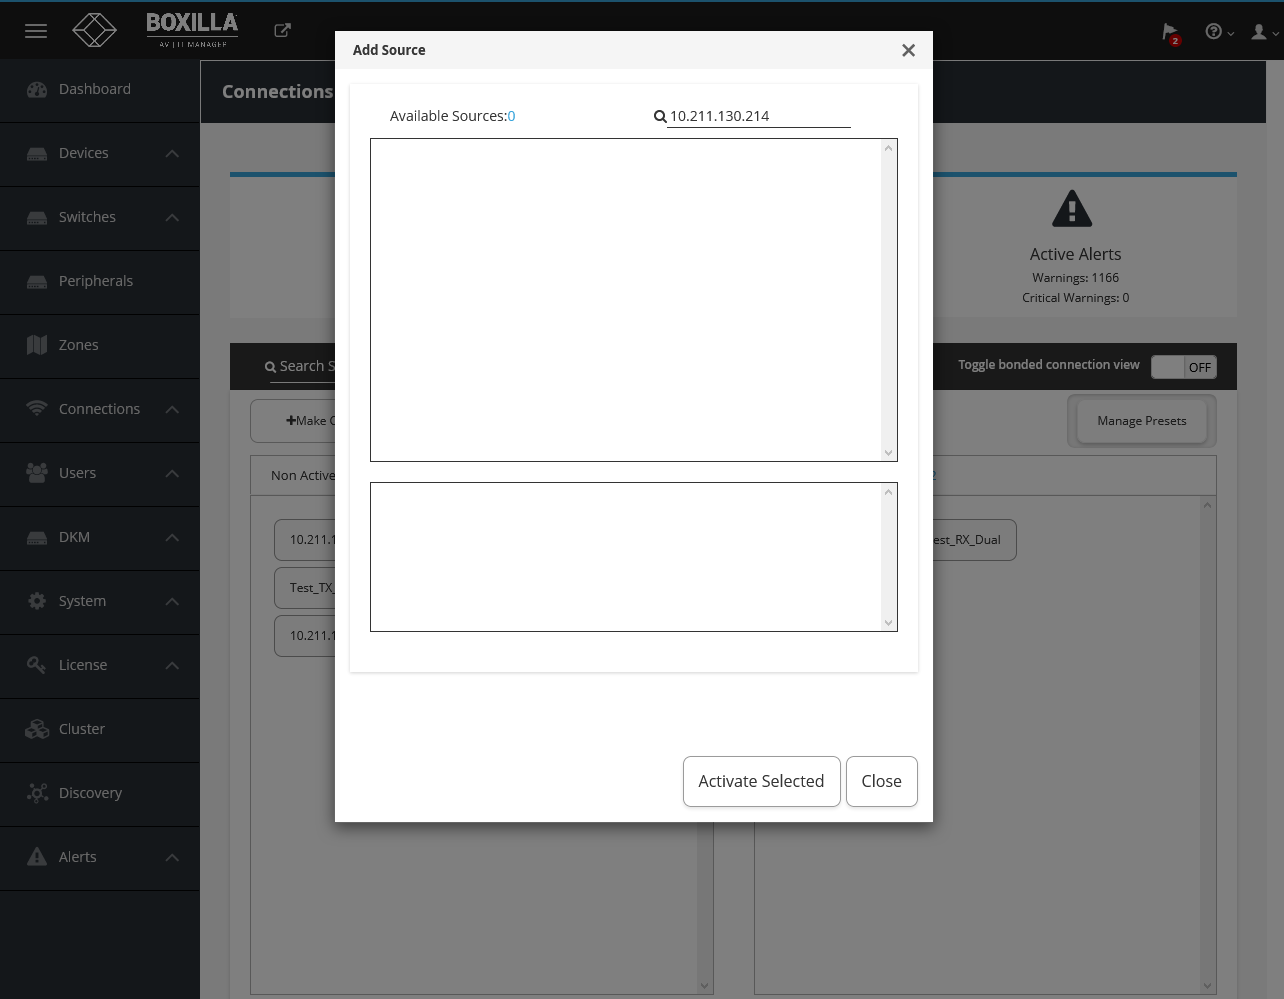 BOXILLA
AV | IT MANAGER
2
Dashboard
Devices
Switches
Peripherals
Zones
Connections
Users
DKM
System
License
Cluster
Discovery
Alerts
Connections
Active Alerts
Warnings: 1166
Critical Warnings: 0
Search S
Toggle bonded connection view
OFF
Make C
Manage Presets
Non Active
2
10.211.1
Test_TX_
10.211.1
est_RX_Dual
Add Source
Available Sources:0
10.211.130.214
Activate Selected
Close